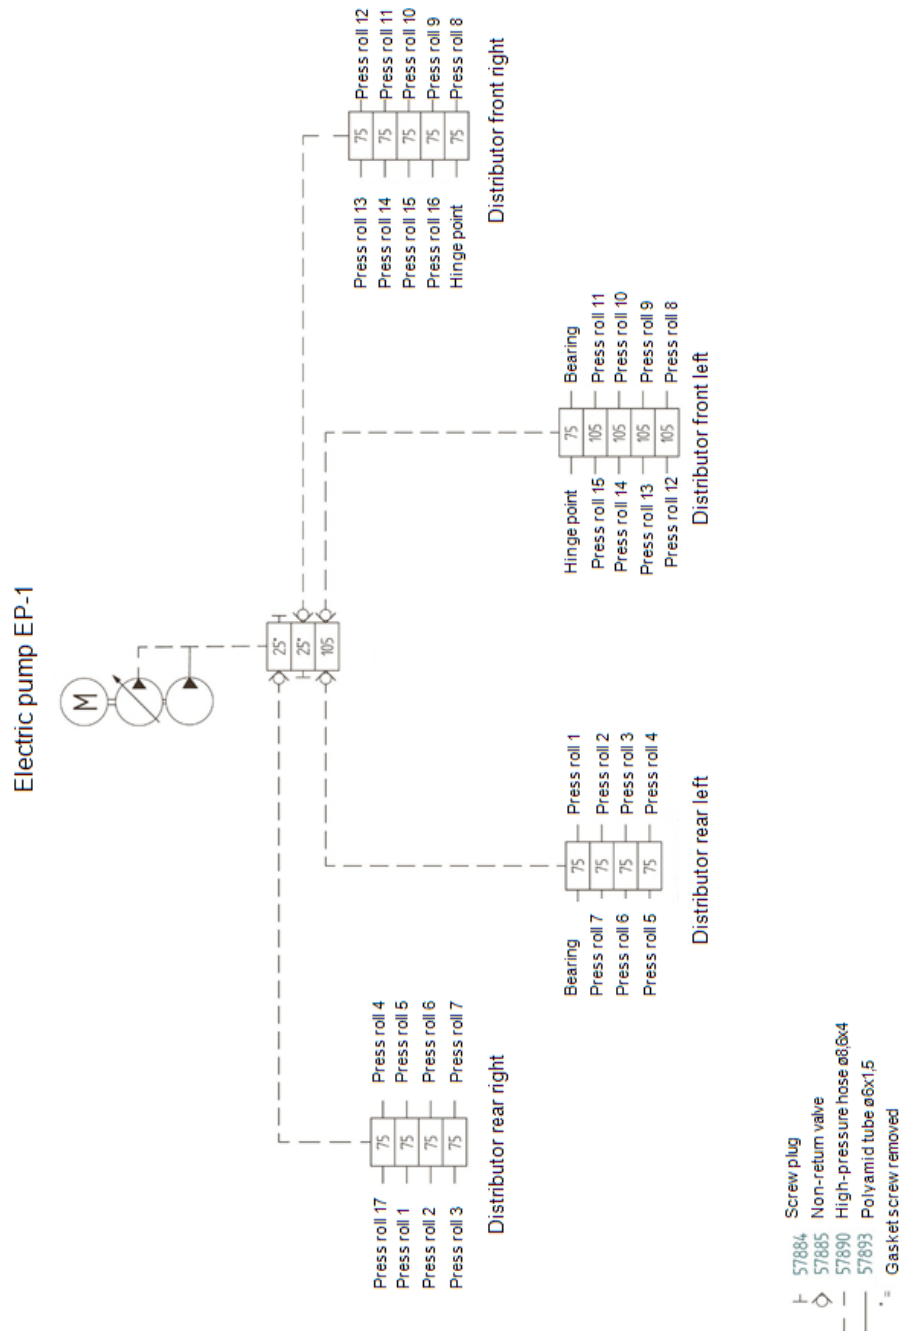 Electric pump EP-1
M
25*
25*
105
Press roll 12
Press roll 11
Press roll 10
Press roll 9
Press roll 8
75
75
75
75
75
Press roll 13
Press roll 14
Press roll 15
Press roll 16
Hinge point
Distributor front right
Bearing
Press roll 11
Press roll 10
Press roll 9
Press roll 8
75
105
105
105
105
Hinge point
Press roll 15
Press roll 14
Press roll 13
Press roll 12
Distributor front left
Press roll 1
Press roll 2
Press roll 3
Press roll 4
75
75
75
75
Bearing
Press roll 7
Press roll 6
Press roll 5
Distributor rear left
Press roll 4
Press roll 5
Press roll 6
Press roll 7
75
75
75
75
Press roll 17
Press roll 1
Press roll 2
Press roll 3
Distributor rear right
57884 Screw plug
57885 Non-return valve
57890 High-pressure hose ø8,6x4
57893 Polyamid tube ø6x1,5
* = Gasket screw removed